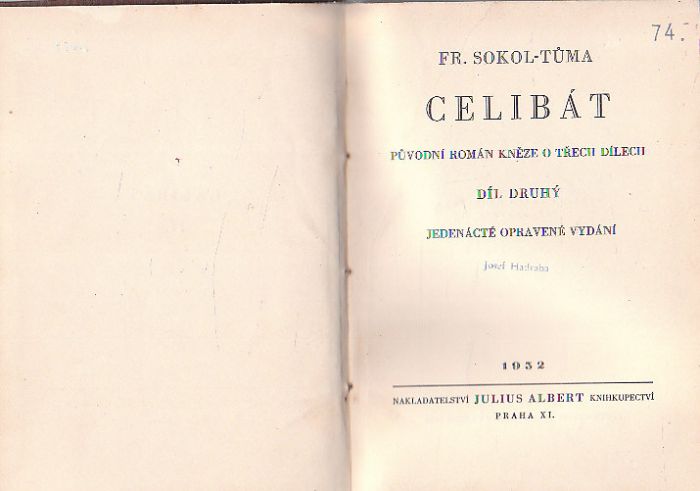 74.
FR. SOKOL-TŮMA
CELIBÁT
PŮVODNÍ ROMÁN KNĚZE O TŘECH DÍLECH
DÍL DRUHÝ
JEDENÁCTÉ OPRAVENÉ VYDÁNÍ
Josef Hadraba
1932
NAKLADATELSTVÍ JULIUS ALBERT KNIHKUPECTVÍ
PRAHA XI.